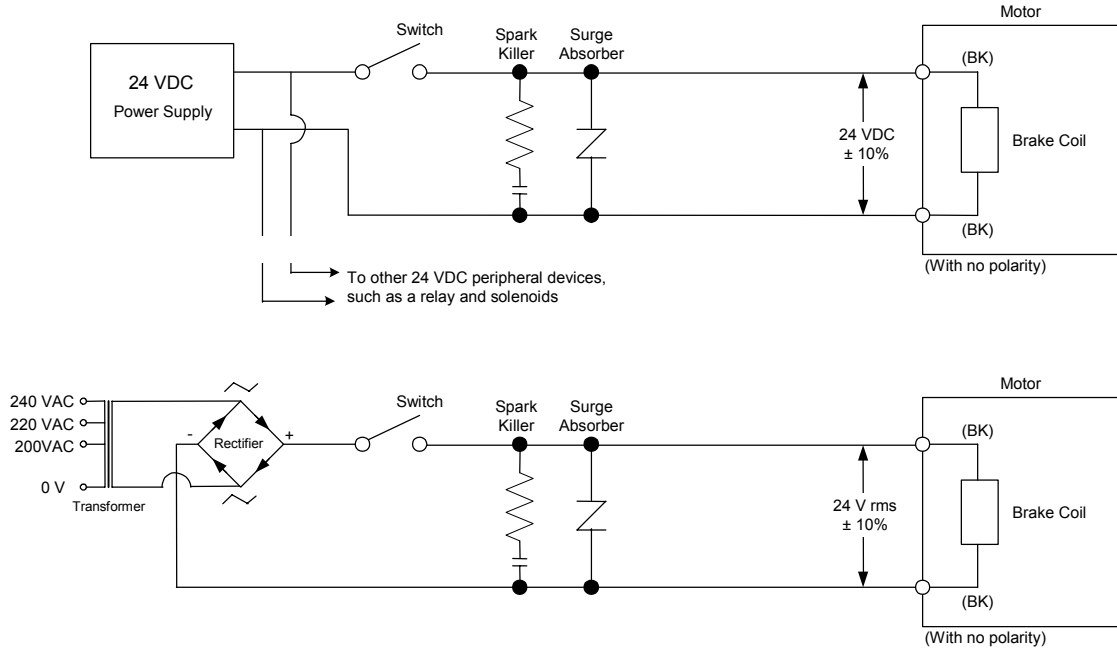 Motor
Switch
Spark
Killer
Surge
Absorber
(BK)
24 VDC
Power Supply
24 VDC
± 10%
Brake Coil
(BK)
(With no polarity)
To other 24 VDC peripheral devices,
such as a relay and solenoids
Motor
240 VAC
220 VAC
200VAC
0 V
Transformer
-
Rectifier
+
Switch
Spark
Killer
Surge
Absorber
(BK)
24 V rms
± 10%
Brake Coil
(BK)
(With no polarity)